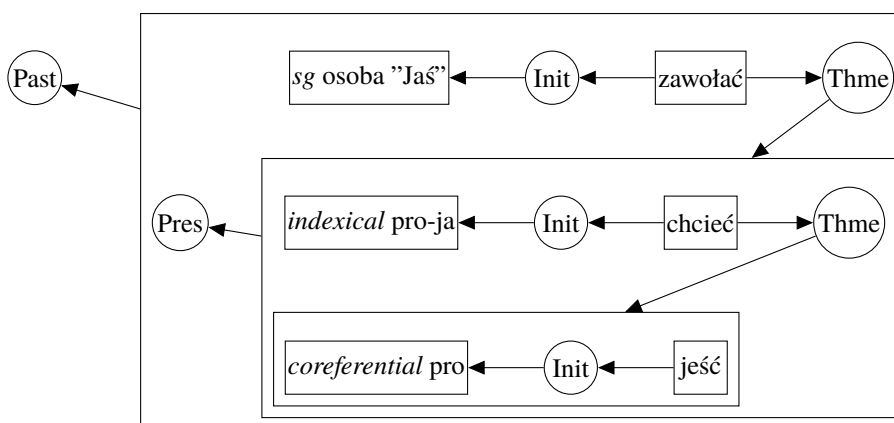 Past
sg osoba ”Jaś” Init zawołać Thme
Pres
indexical pro-ja Init chcieć Thme
coreferential pro Init jeść